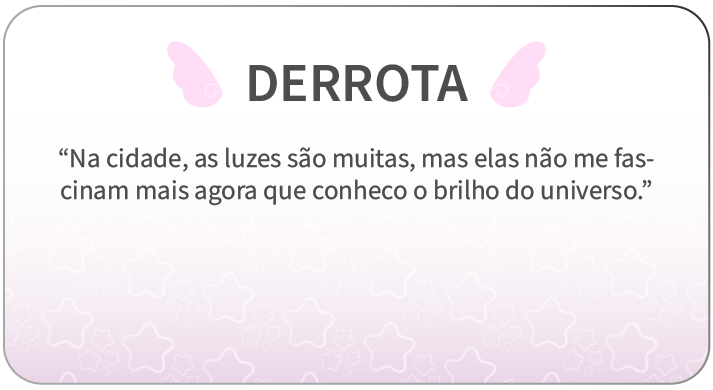 DERROTA
“Na cidade, as luzes são muitas, mas elas não me fas-
cinam mais agora que conheco o brilho do universo.”